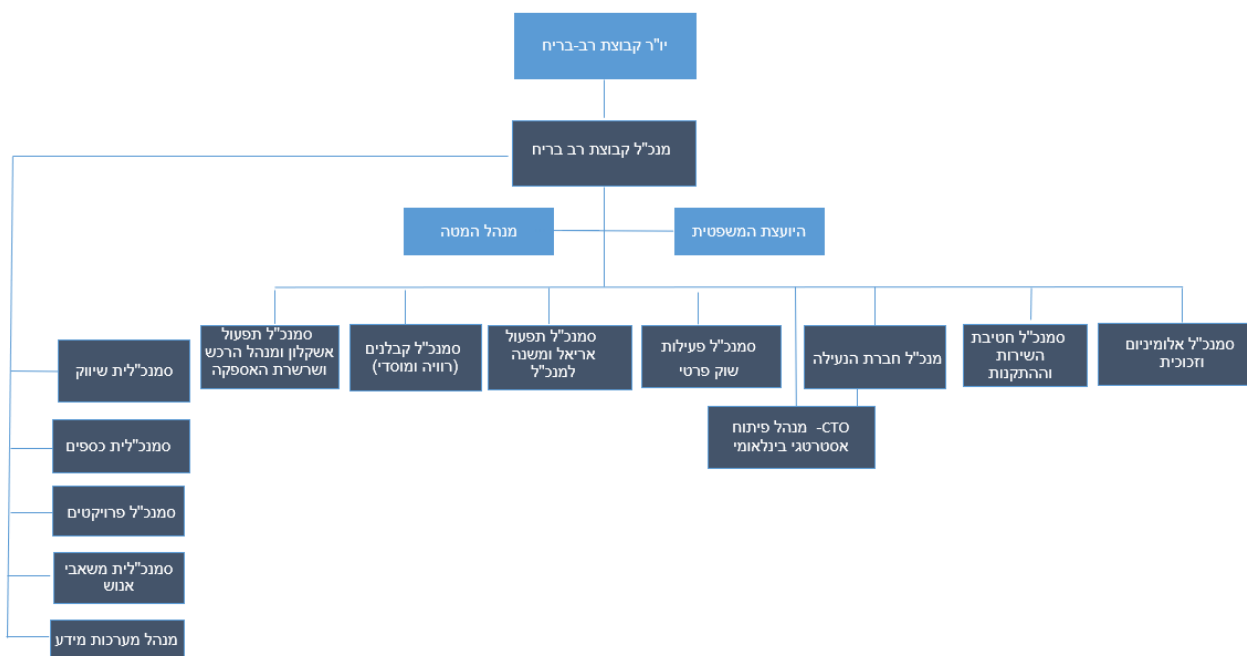 יו"ר קבוצת רב-בריח
מנכ"ל קבוצת רב בריח
היועצת המשפטית
מנהל המטה
סמנכ"ל אלומיניום
וזכוכית
סמנכ"ל חטיבת
השירות
וההתקנות
מנכ"ל חברת הנעילה
CTO- מנהל פיתוח
אסטרטגי בינלאומי
סמנכ"ל פעילות
שוק פרטי
סמנכ"ל תפעול
אריאל ומשנה
למנכ"ל
סמנכ"ל קבלנים
(רוויה ומוסדי)
סמנכ"ל תפעול
אשקלון ומנהל הרכש
ושרשרת האספקה
סמנכ"לית שיווק
סמנכ"לית כספים
סמנכ"ל פרויקטים
סמנכ"לית משאבי
אנוש
מנהל מערכות מידע